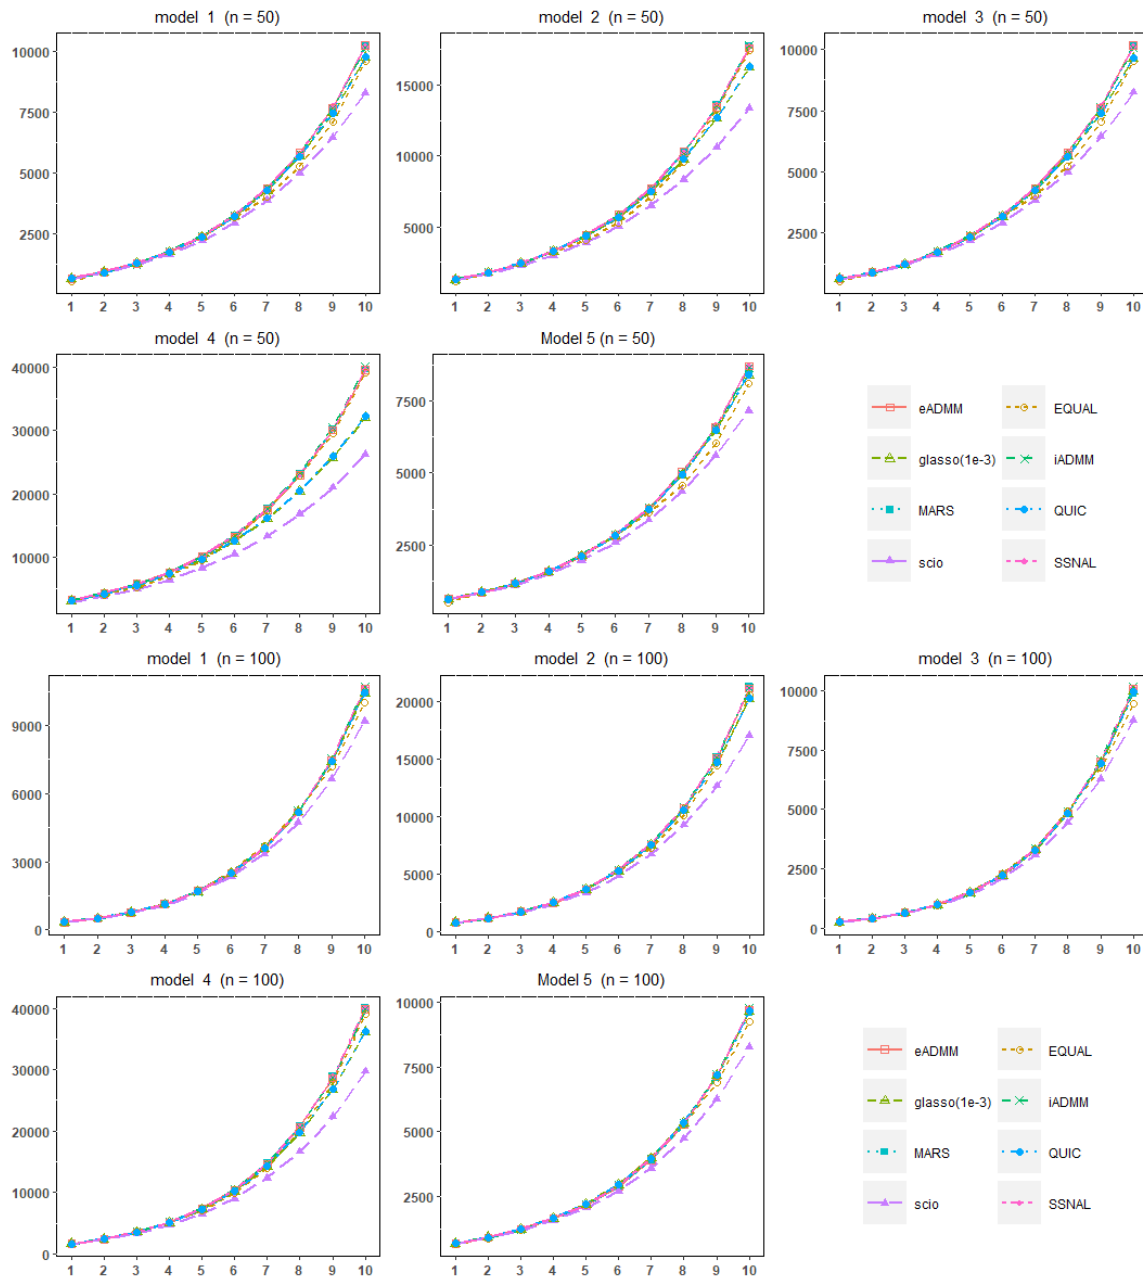 model 1 (n = 50)
10000
7500
5000
2500
1 2 3 4 5 6 7 8 9 10
model 2 (n = 50)
15000
10000
5000
1 2 3 4 5 6 7 8 9 10
model 3 (n = 50)
10000
7500
5000
2500
1 2 3 4 5 6 7 8 9 10
model 4 (n = 50)
40000
30000
20000
10000
1 2 3 4 5 6 7 8 9 10
Model 5 (n = 50)
7500
5000
2500
1 2 3 4 5 6 7 8 9 10
eADMM EQUAL
glasso(1e-3) iADMM
MARS QUIC
scio SSNAL
model 1 (n = 100)
9000
6000
3000
0
1 2 3 4 5 6 7 8 9 10
model 2 (n = 100)
20000
15000
10000
5000
0
1 2 3 4 5 6 7 8 9 10
model 3 (n = 100)
10000
7500
5000
2500
0
1 2 3 4 5 6 7 8 9 10
model 4 (n = 100)
40000
30000
20000
10000
0
1 2 3 4 5 6 7 8 9 10
Model 5 (n = 100)
10000
7500
5000
2500
1 2 3 4 5 6 7 8 9 10
eADMM EQUAL
glasso(1e-3) iADMM
MARS QUIC
scio SSNAL